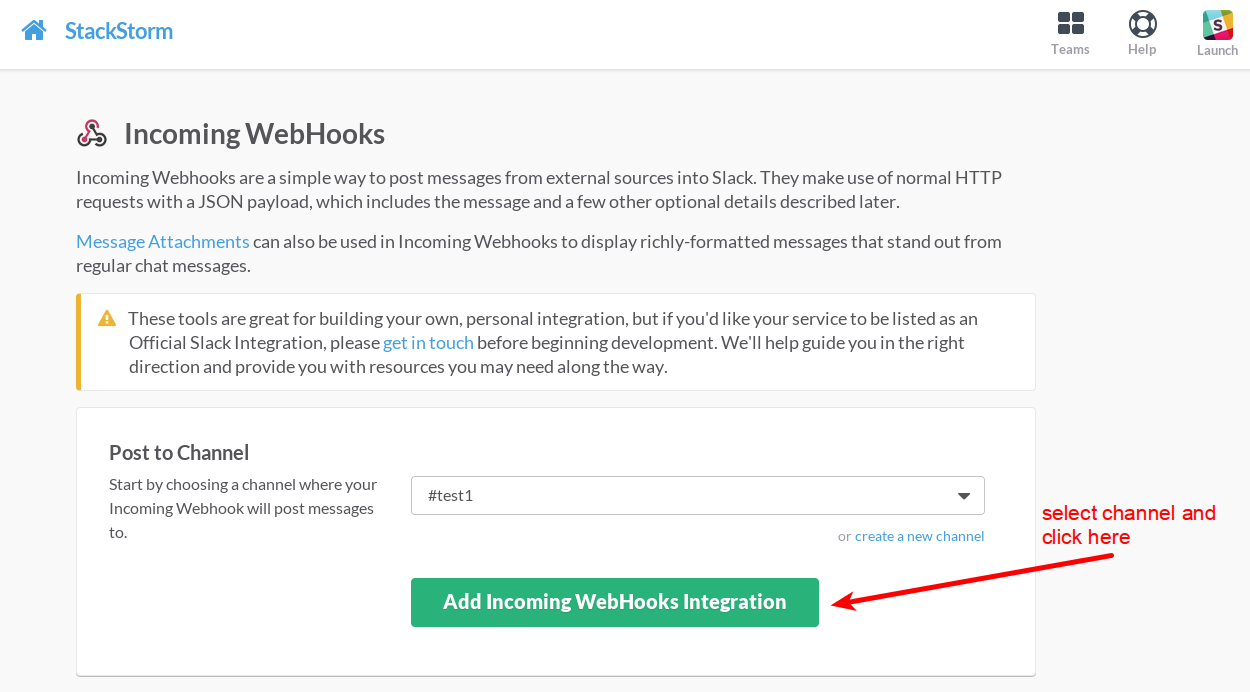 StackStorm
Teams
Help
S
Launch
Incoming WebHooks
Incoming Webhooks are a simple way to post messages from external sources into Slack. They make use of normal HTTP
requests with a JSON payload, which includes the message and a few other optional details described later.
Message Attachments can also be used in Incoming Webhooks to display richly-formatted messages that stand out from
regular chat messages.
These tools are great for building your own, personal integration, but if you'd like your service to be listed as an
Official Slack Integration, please get in touch before beginning development. We'll help guide you in the right
direction and provide you with resources you may need along the way.
Post to Channel
Start by choosing a channel where your
Incoming Webhook will post messages
to.
#test1
or create a new channel
select channel and
click here
Add Incoming WebHooks Integration